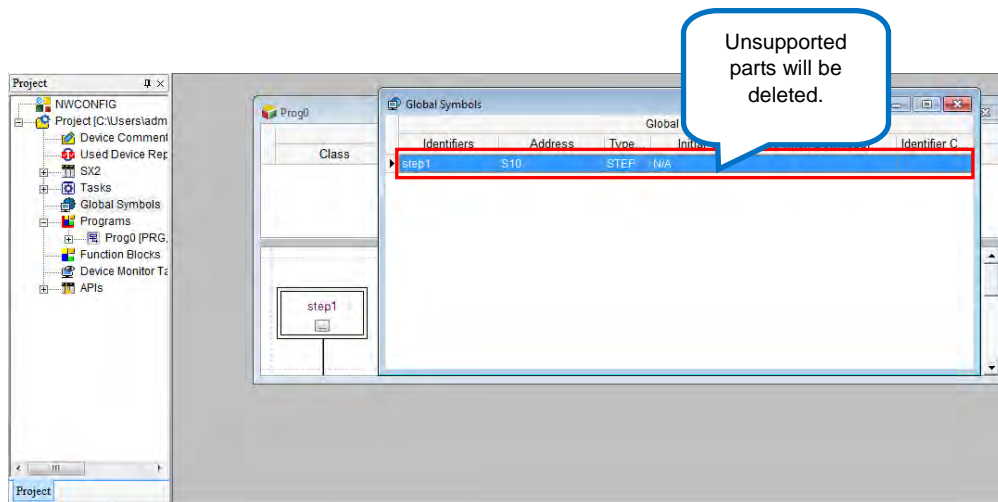 Unsupported
parts will be
deleted.
Project
NWCONFIG
Project [C:\Users\adm
Device Comment
Used Device Rep
SX2
Tasks
Global Symbols
Programs
Prog0 [PRG,
Function Blocks
Device Monitor Ta
APIs
Project
Prog0
Class
step1
...
Global Symbols
Global
Identifiers Address Type... Initial Identifier C
step1 S10 STEP N/A